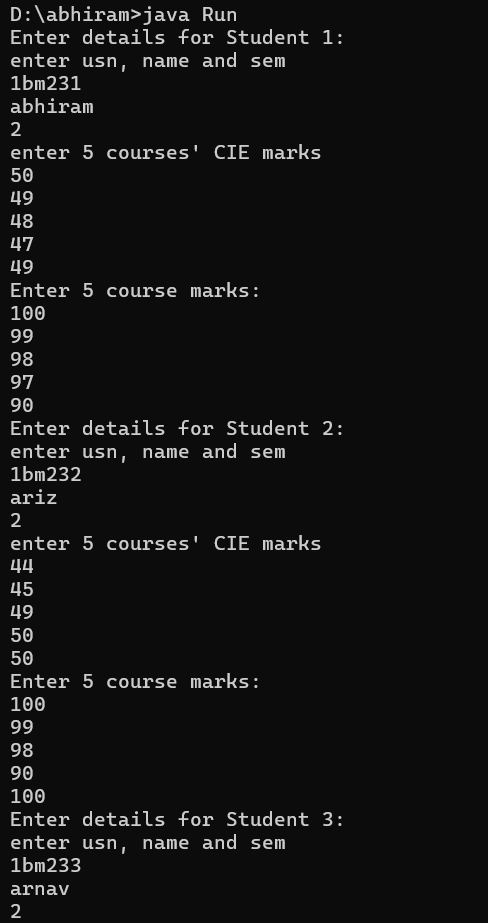 D:\abhiram>java Run
Enter details for Student 1:
enter usn, name and sem
1bm231
abhiram
2
enter 5 courses' CIE marks
50
49
48
47
49
Enter 5 course marks:
100
99
98
97
90
Enter details for Student 2:
enter usn, name and sem
1bm232
ariz
2
enter 5 courses' CIE marks
44
45
49
50
50
Enter 5 course marks:
100
99
98
90
100
Enter details for Student 3:
enter usn, name and sem
1bm233
arnav
2